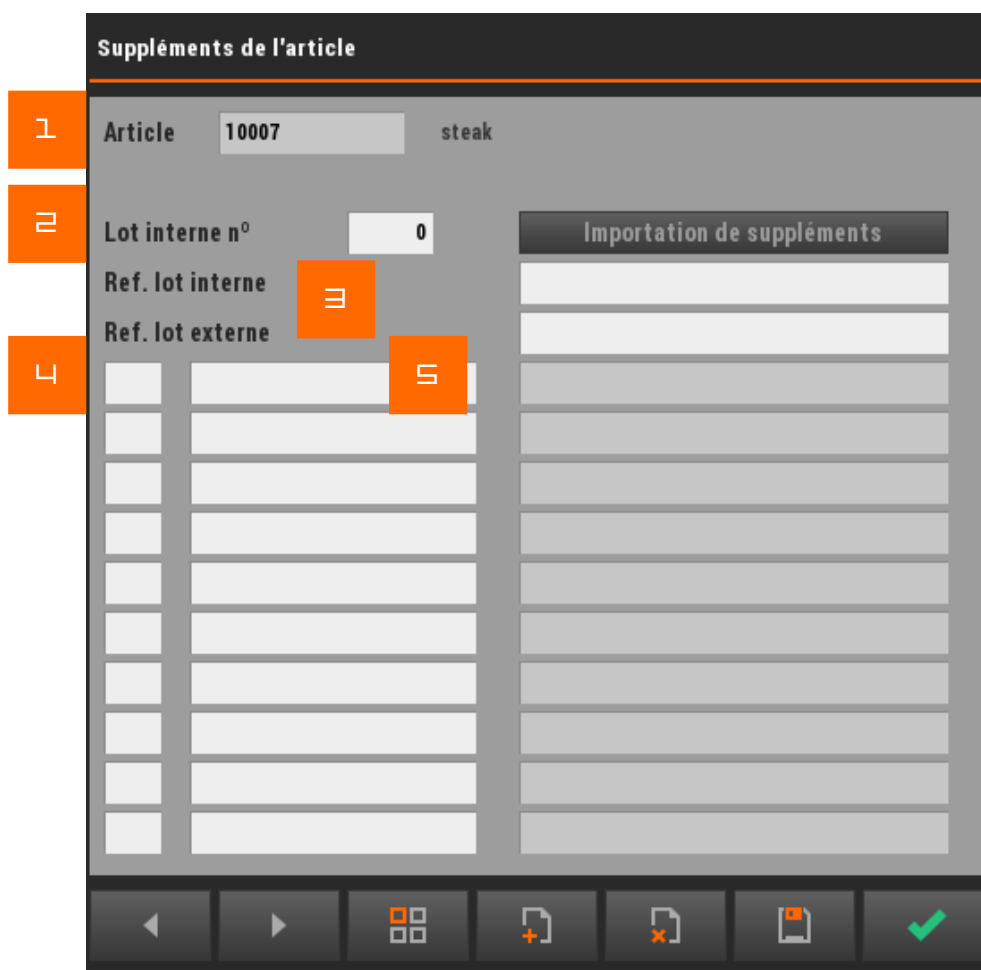 Suppléments de l'article
1
Article 10007 steak
2
Lot interne nº 0 Importation de suppléments
Ref. lot interne
3
Ref. lot externe
4 5